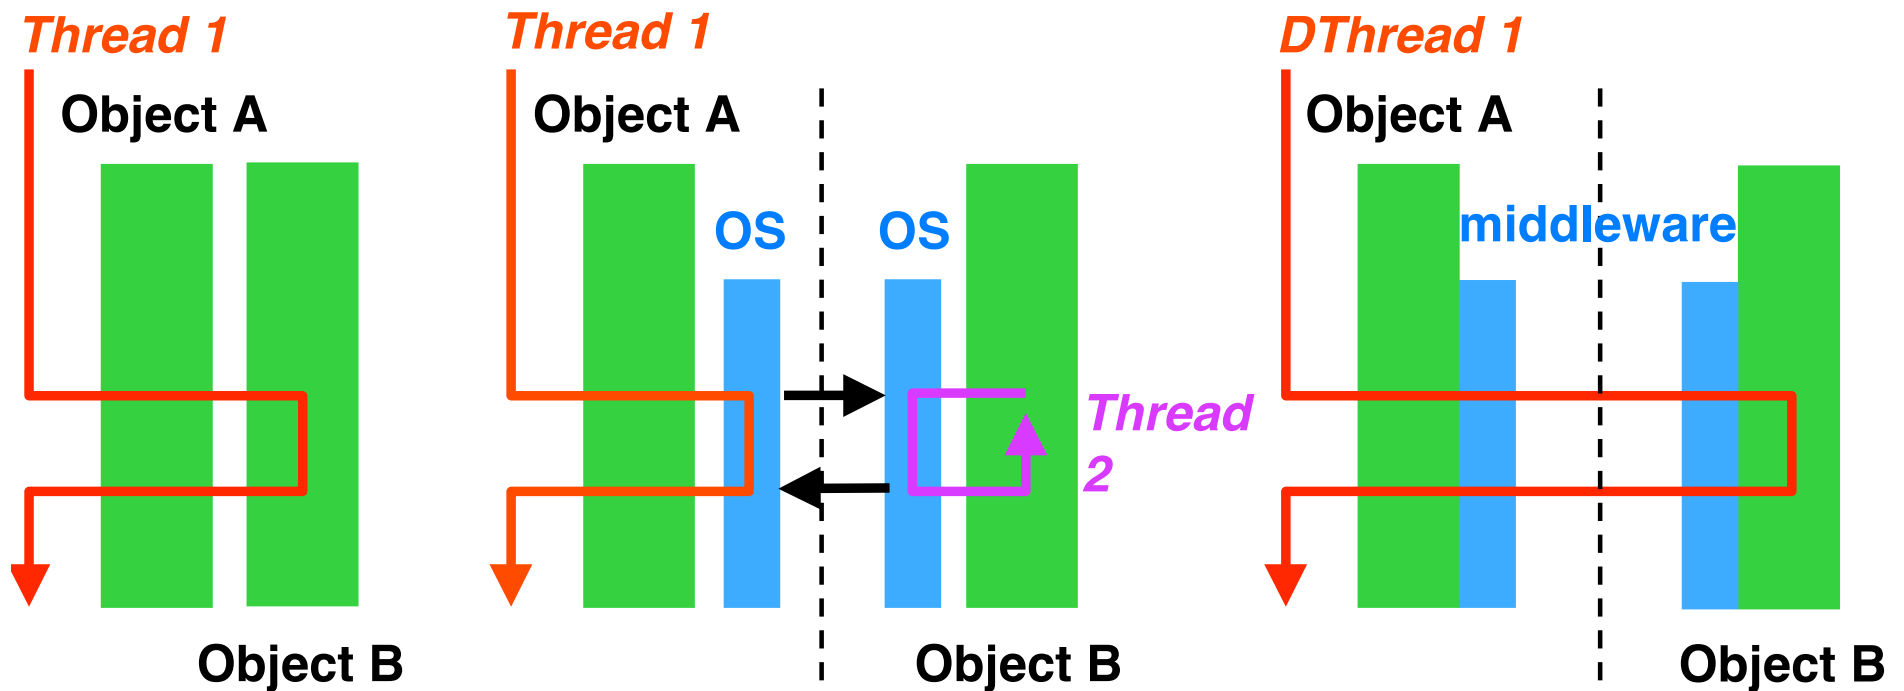 Thread 1
Object A
Object B
Thread 1
Object A
OS
OS
Thread
2
Object B
DThread 1
Object A
middleware
Object B